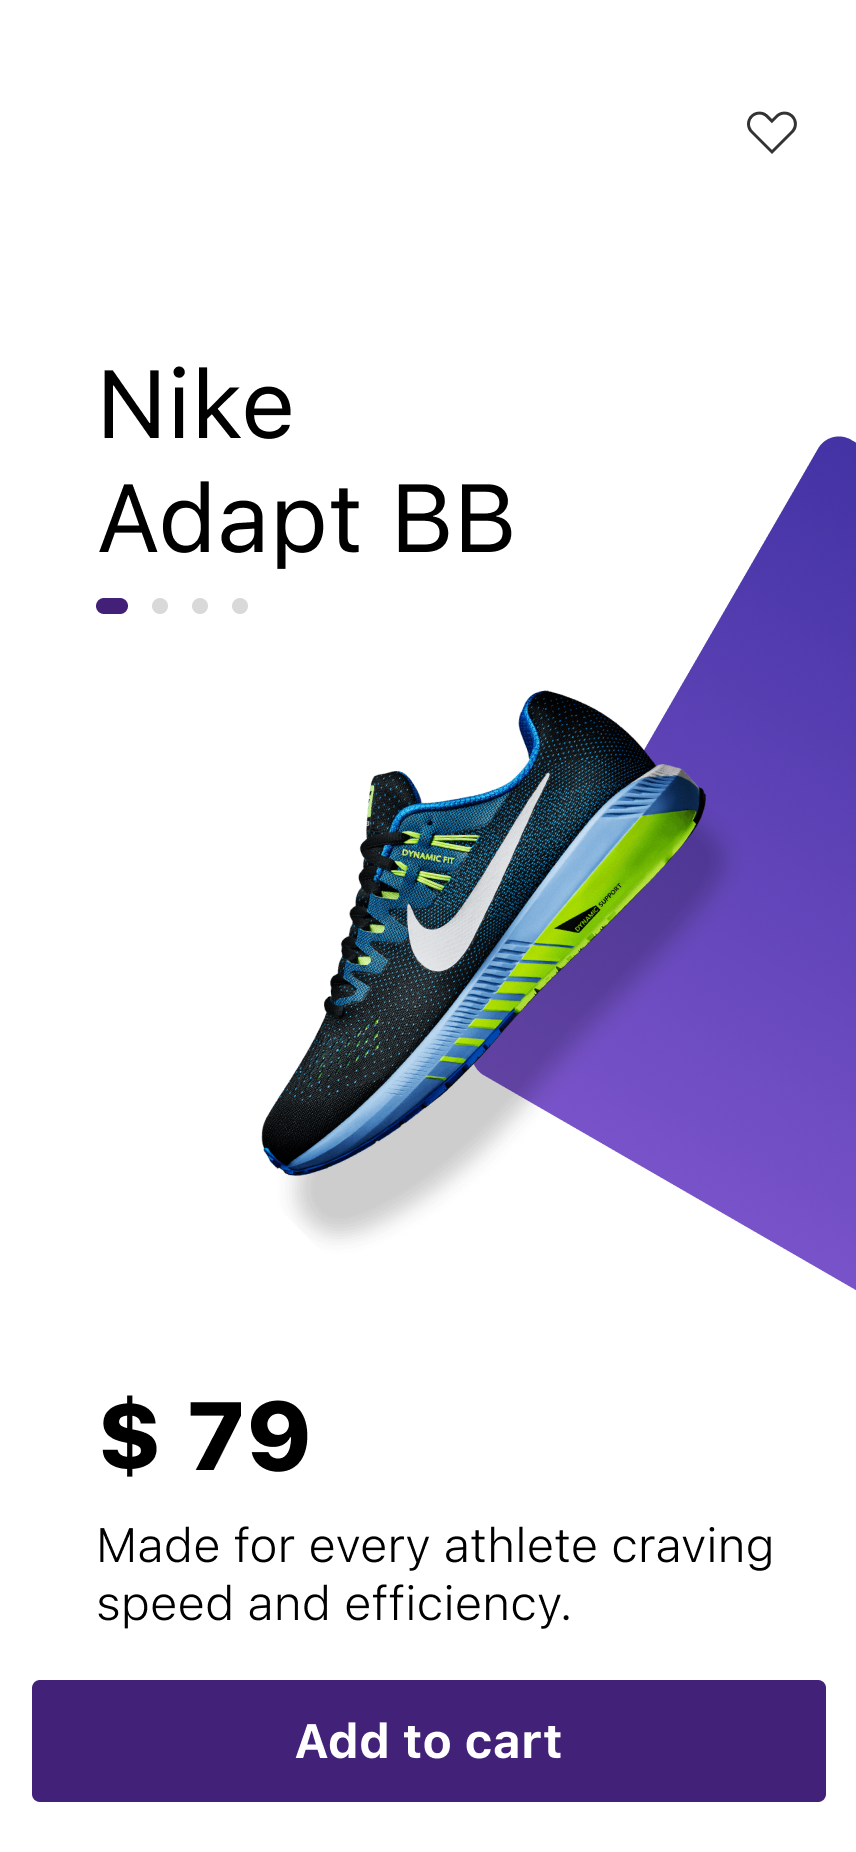 Nike
Adapt BB
DYNAMIC FIT
DYNAMIC SUPPORT
$ 79
Made for every athlete craving
speed and efficiency.
Add to cart